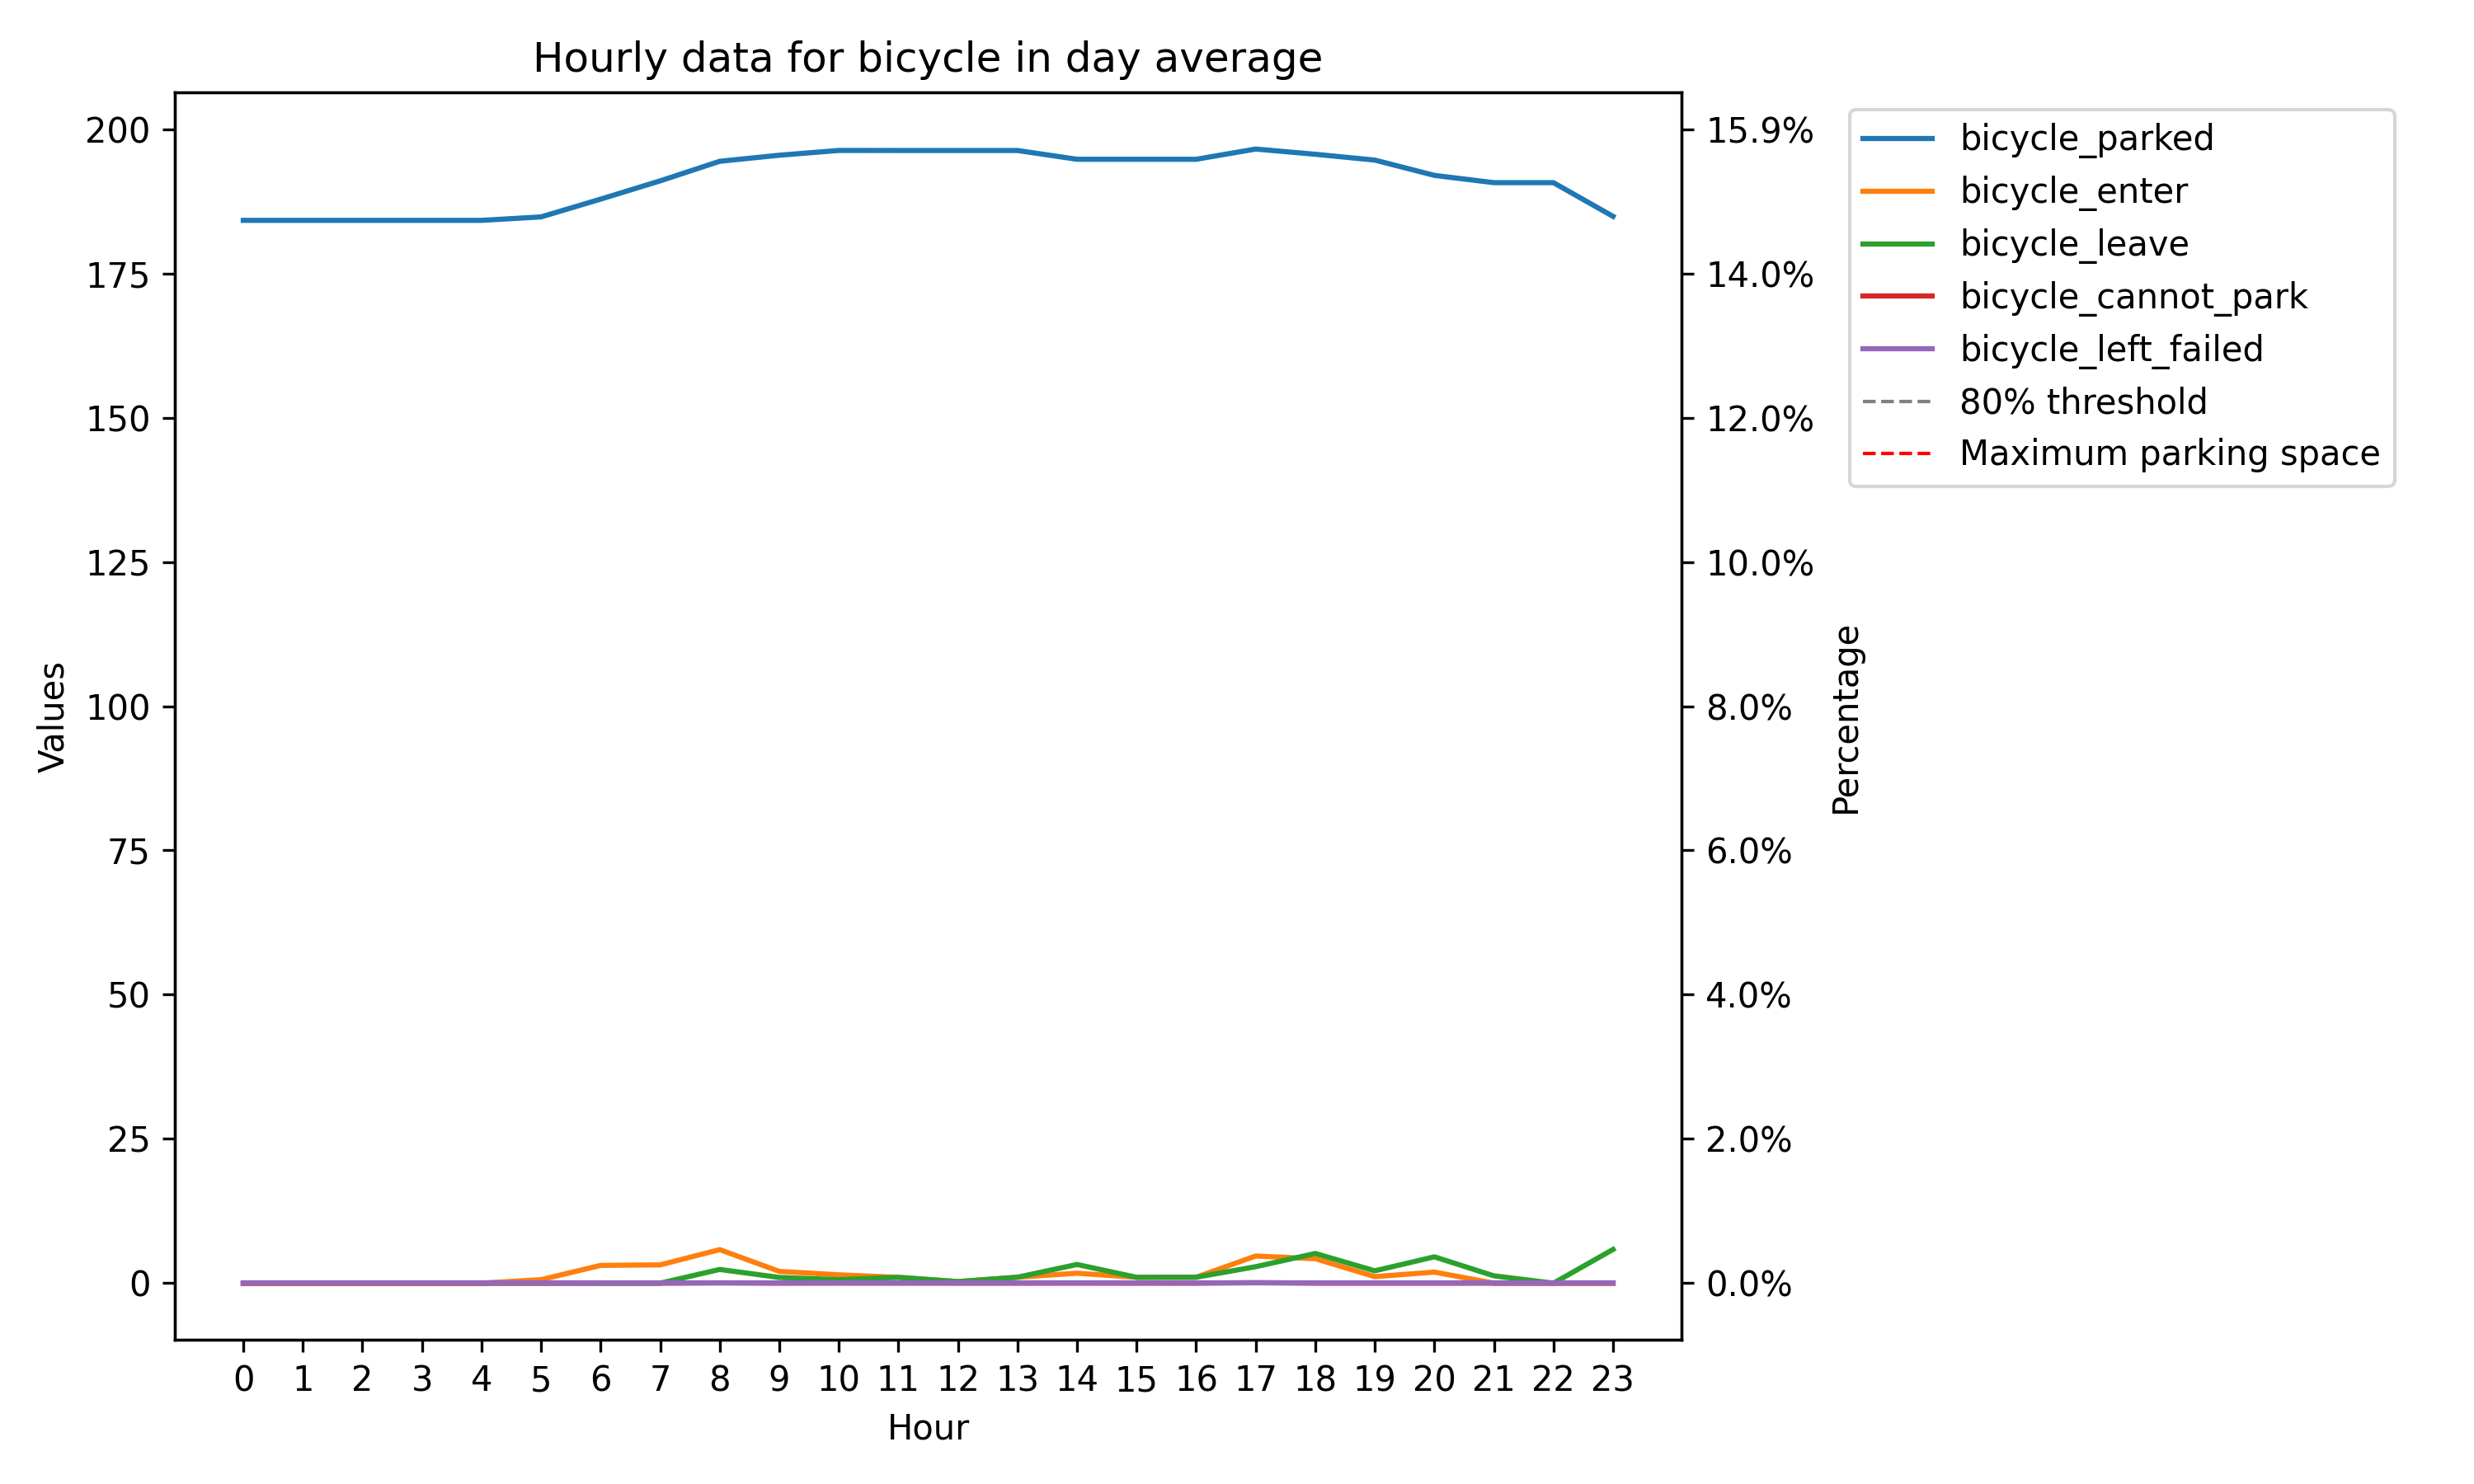 Hourly data for bicycle in day average
200
175
150
125
100
75
50
25
0
Values
15.9%
14.0%
12.0%
10.0%
8.0%
6.0%
4.0%
2.0%
0.0%
Percentage
0 1 2 3 4 5 6 7 8 9 10 11 12 13 14 15 16 17 18 19 20 21 22 23
Hour
bicycle_parked
bicycle_enter
bicycle_leave
bicycle_cannot_park
bicycle_left_failed
80% threshold
Maximum parking space